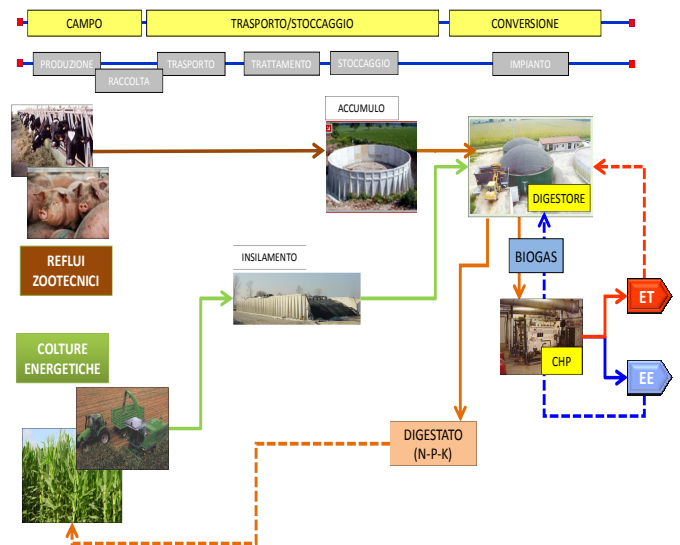 CAMPO
TRASPORTO/STOCCAGGIO
CONVERSIONE
PRODUZIONE
RACCOLTA
TRASPORTO
TRATTAMENTO
STOCCAGGIO
IMPIANTO
ACCUMULO
DIGESTORE
REFLUI
ZOOTECNICI
INSILAMENTO
BIOGAS
ET
COLTURE
ENERGETICHE
CHP
EE
DIGESTATO
(N-P-K)